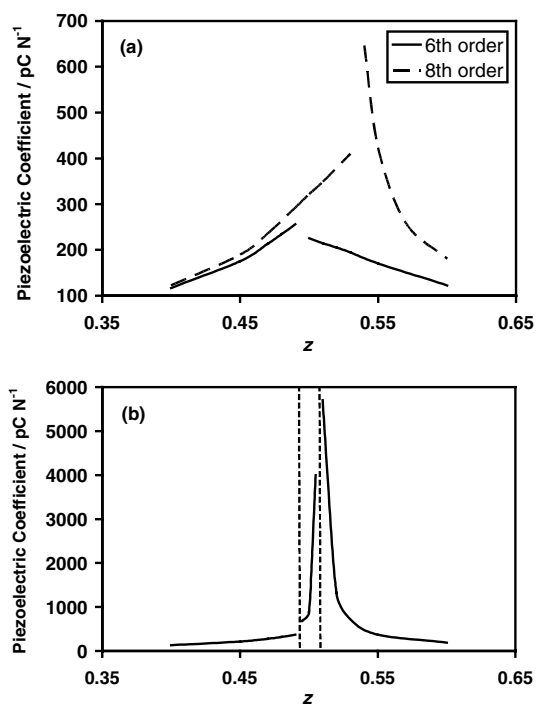 (a)
6th order
8th order
Piezoelectric Coefficient / pC N⁻¹
700
600
500
400
300
200
100
0.35 0.45 0.55 0.65
z
(b)
Piezoelectric Coefficient / pC N⁻¹
6000
5000
4000
3000
2000
1000
0
0.35 0.45 0.55 0.65
z